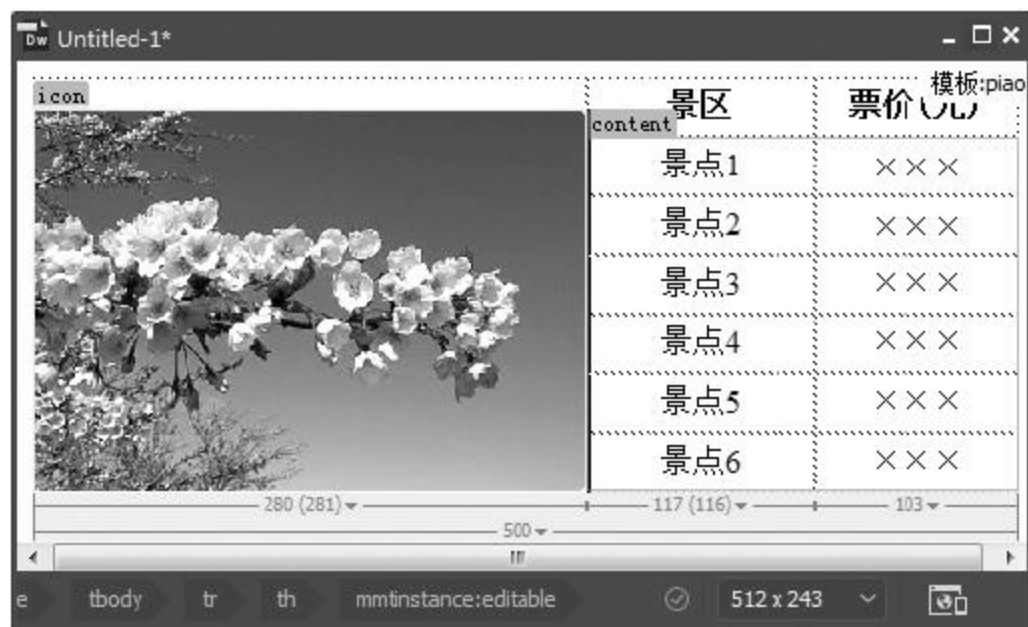 Dw Untitled-1*
模板:piao
icon
景区 票价(元)
content
景点1 ×××
景点2 ×××
景点3 ×××
景点4 ×××
景点5 ×××
景点6 ×××
280 (281) 117 (116) 103
500
e tbody tr th mmtinstance:editable 512 x 243